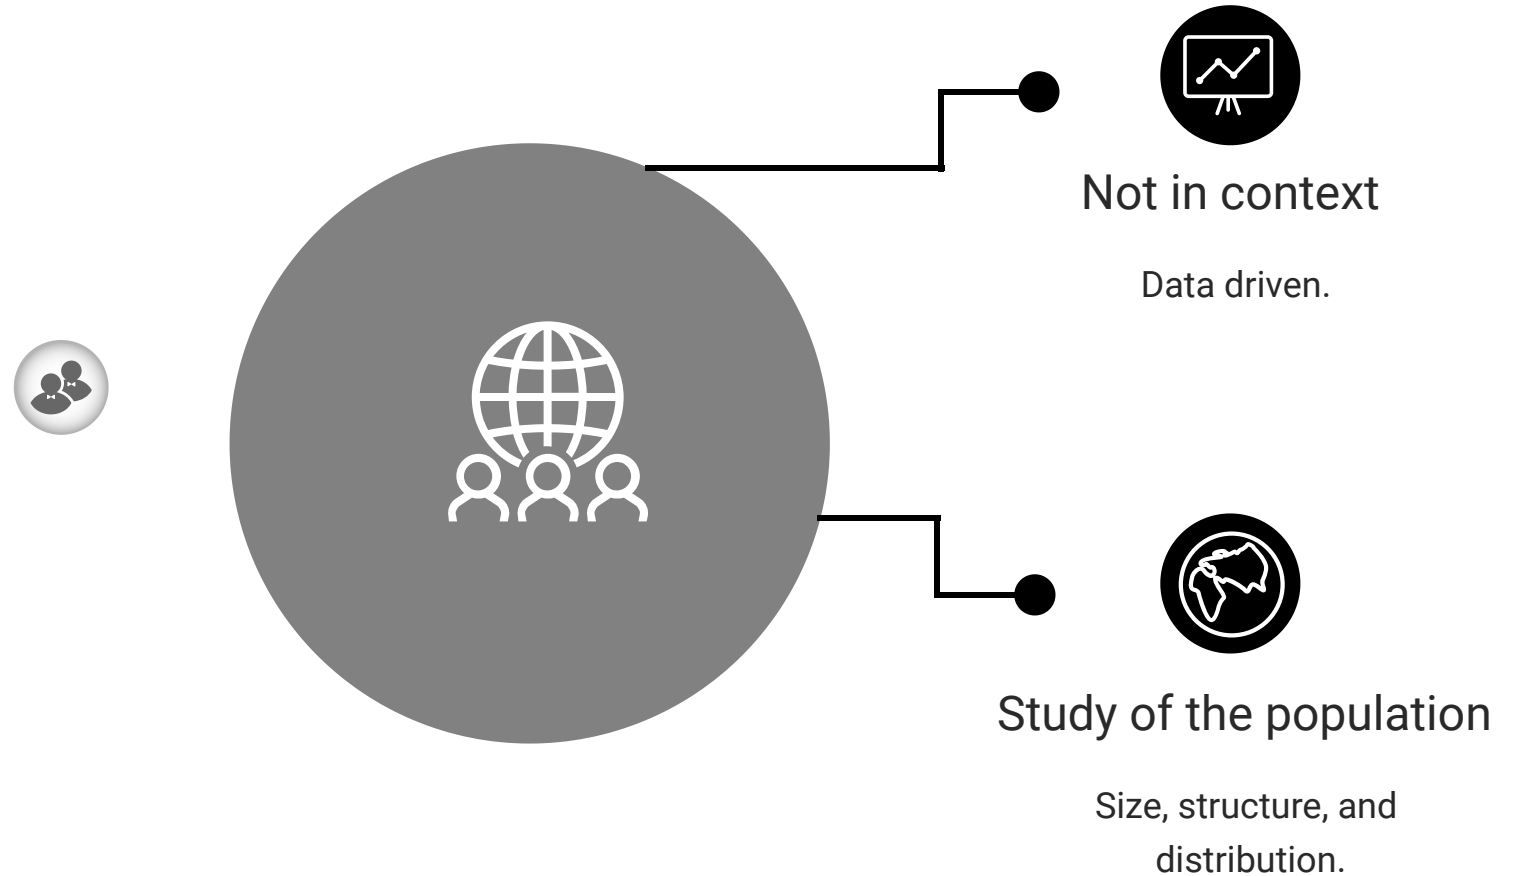 Not in context
Data driven.
Study of the population
Size, structure, and
distribution.